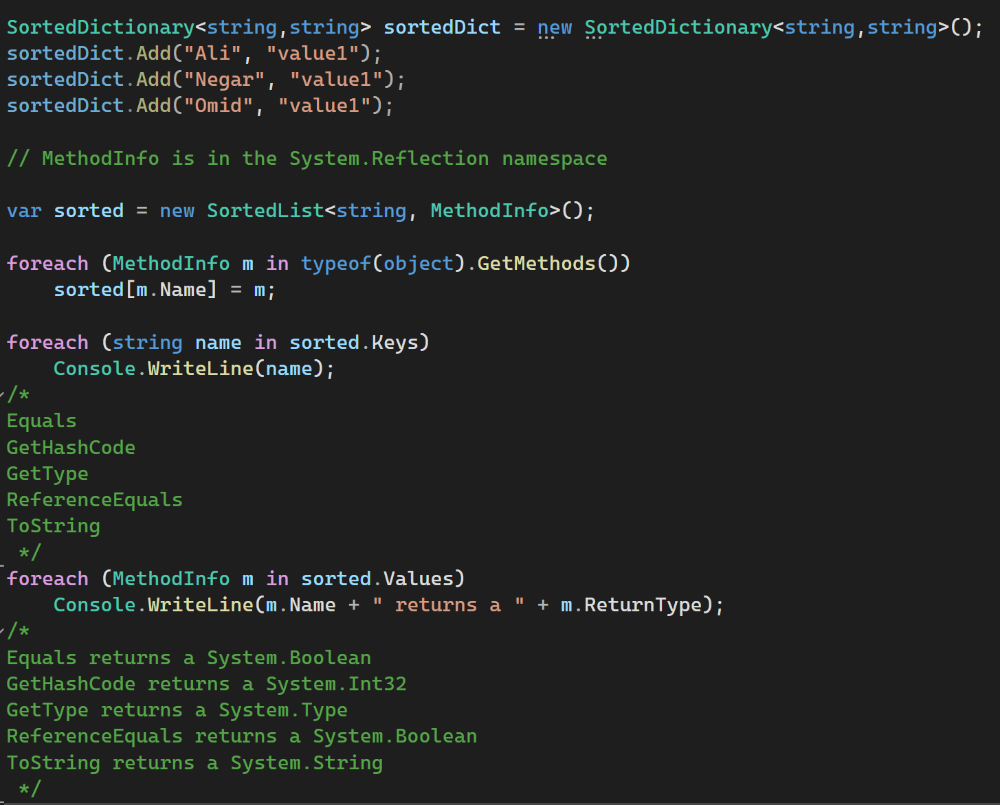 SortedDictionary<string,string> sortedDict = new SortedDictionary<string,string>();
sortedDict.Add("Ali", "value1");
sortedDict.Add("Negar", "value1");
sortedDict.Add("Omid", "value1");

// MethodInfo is in the System.Reflection namespace

var sorted = new SortedList<string, MethodInfo>();

foreach (MethodInfo m in typeof(object).GetMethods())
    sorted[m.Name] = m;

foreach (string name in sorted.Keys)
    Console.WriteLine(name);
/*
Equals
GetHashCode
GetType
ReferenceEquals
ToString
 */
foreach (MethodInfo m in sorted.Values)
    Console.WriteLine(m.Name + " returns a " + m.ReturnType);
/*
Equals returns a System.Boolean
GetHashCode returns a System.Int32
GetType returns a System.Type
ReferenceEquals returns a System.Boolean
ToString returns a System.String
 */